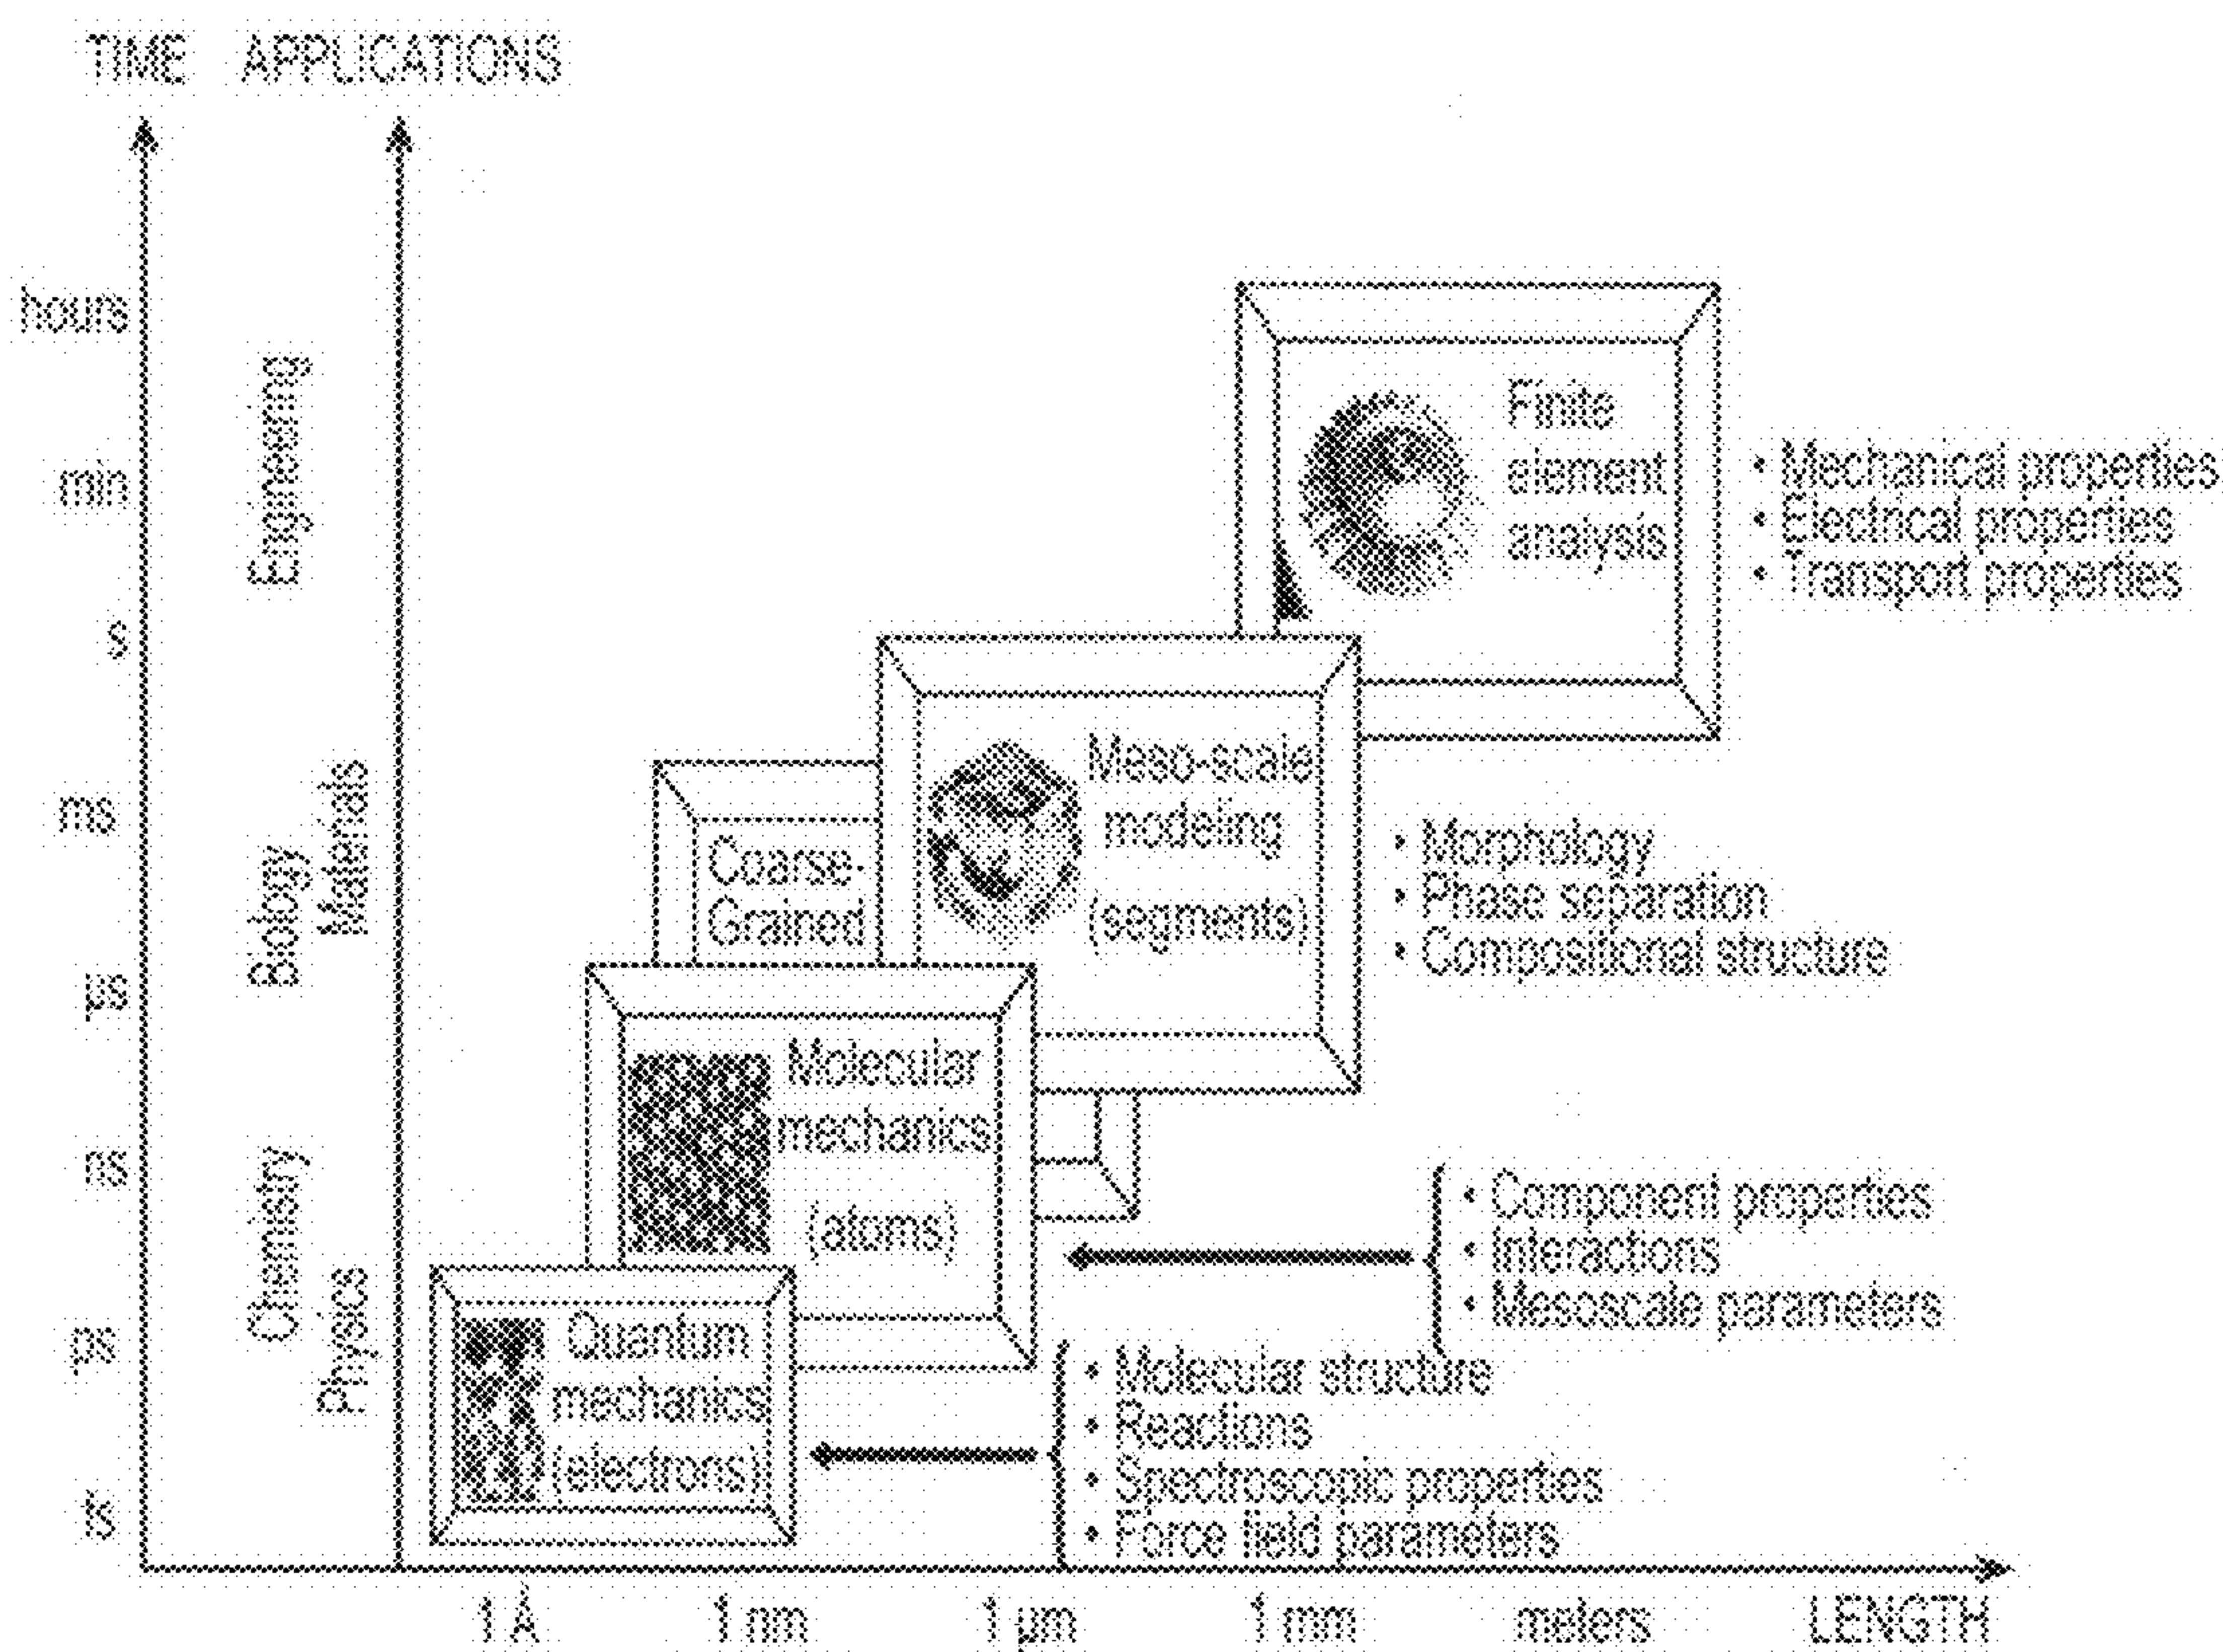 TIME APPLICATIONS
hours
min
s
ms
µs
ns
ps
fs
Engineering
Biology
Materials
Chemistry
Physics
Finite
element
analysis
• Mechanical properties
• Electrical properties
• Transport properties
Meso-scale
modeling
(segments)
• Morphology
• Phase separation
• Compositional structure
Coarse-
Grained
Molecular
mechanics
(atoms)
• Component properties
• Interactions
• Mesoscale parameters
Quantum
mechanics
(electrons)
• Molecular structure
• Reactions
• Spectroscopic properties
• Force field parameters
1 Å 1 nm 1 µm 1 mm meters LENGTH